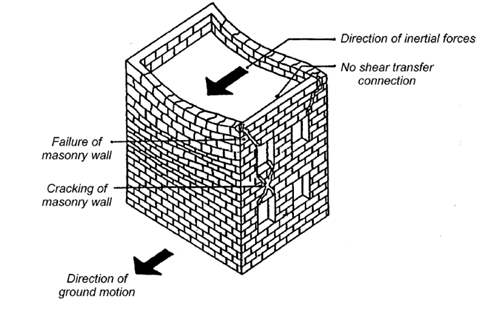 Direction of inertial forces
No shear transfer
connection
Failure of
masonry wall
Cracking of
masonry wall
Direction of
ground motion